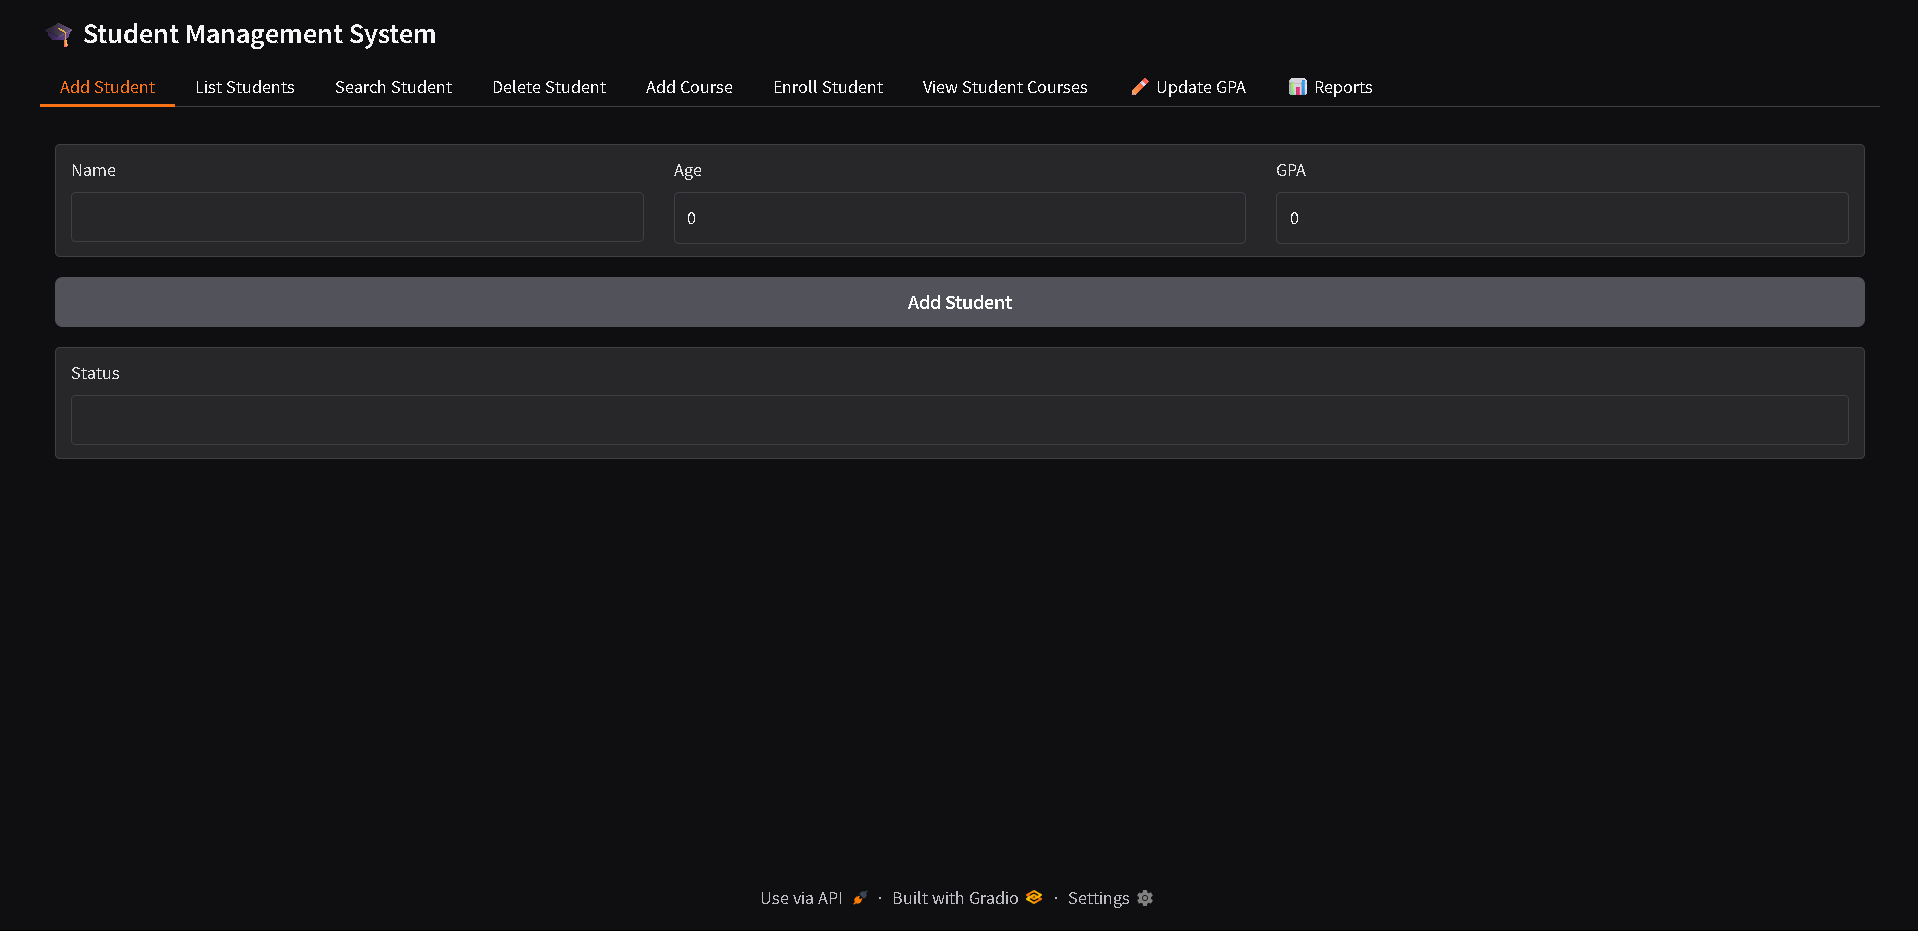 🎓 Student Management System
Add Student List Students Search Student Delete Student Add Course Enroll Student View Student Courses ✏️ Update GPA 📊 Reports
Name Age GPA
0 0
Add Student
Status
Use via API 🚀 · Built with Gradio · Settings ⚙️